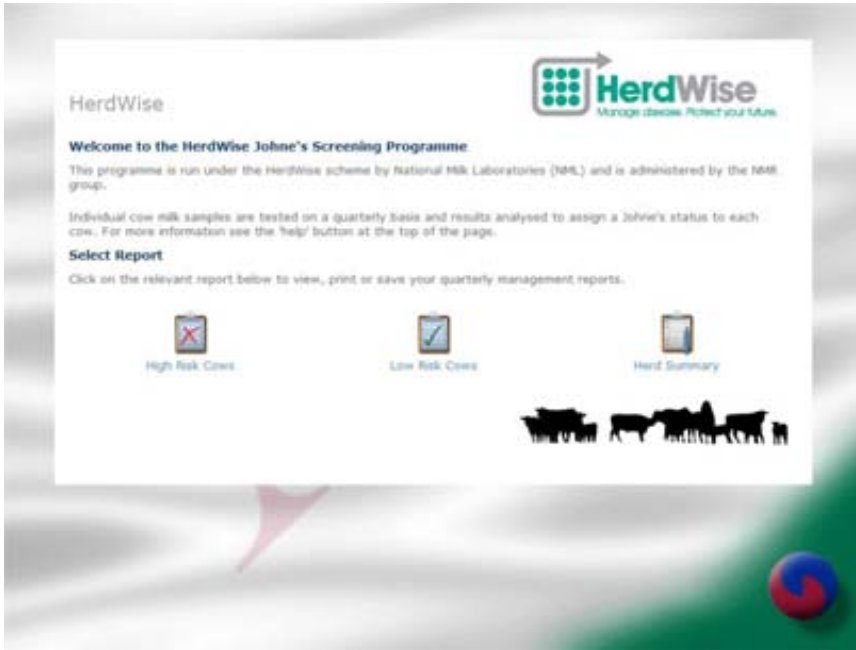 HerdWise
HerdWise
Manage disease. Protect your future.
Welcome to the HerdWise Johne's Screening Programme
This programme is run under the HerdWise scheme by National Milk Laboratories (NML) and is administered by the NMR
group.
Individual cow milk samples are tested on a quarterly basis and results analysed to assign a Johne's status to each
cow. For more information see the 'help' button at the top of the page.
Select Report
Click on the relevant report below to view, print or save your quarterly management reports.
High Risk Cows
Low Risk Cows
Herd Summary